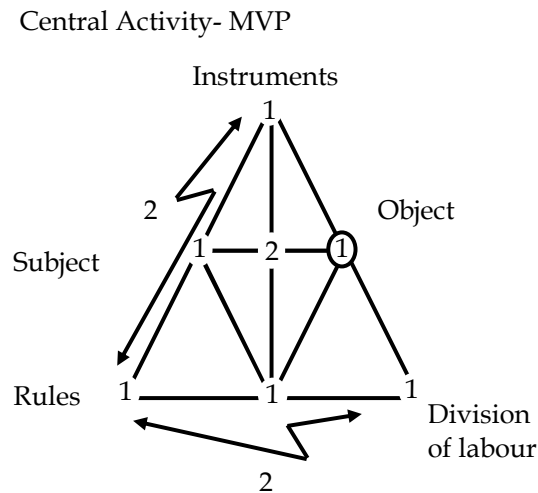 Central Activity- MVP
Instruments
1
2
Object
1
2
1
Subject
Rules
1
1
1
Division
of labour
2